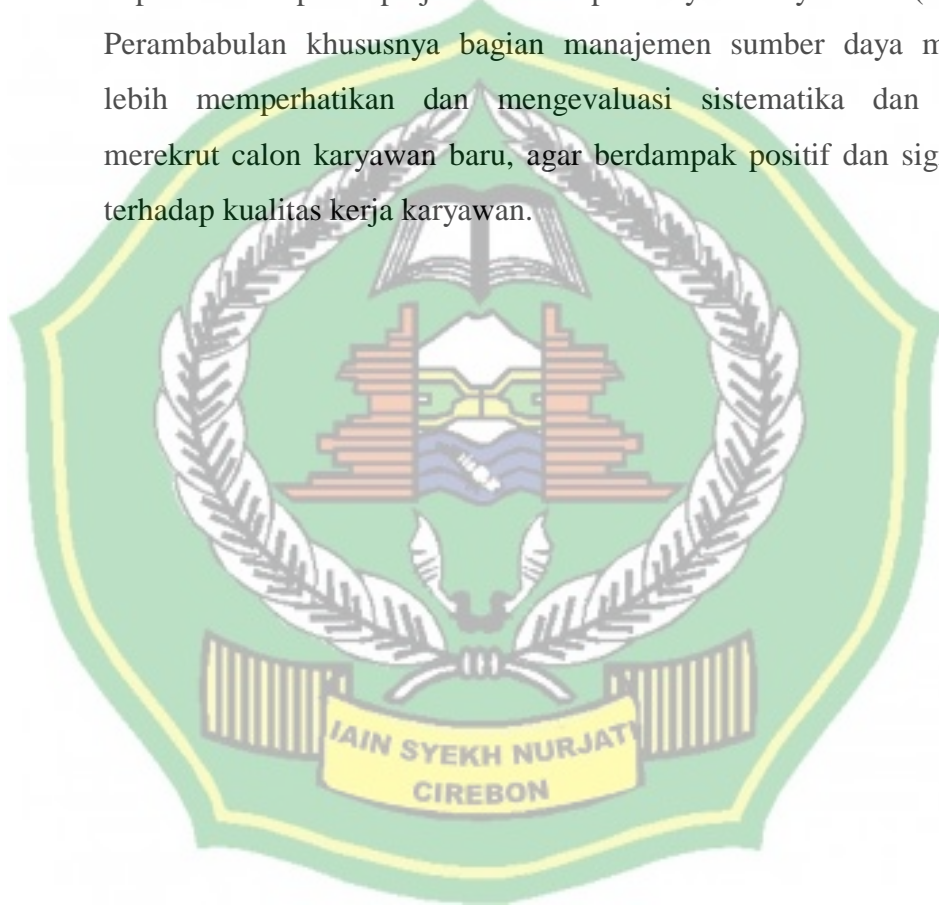 Perambabulan khususnya bagian manajemen sumber daya
lebih memperhatikan dan mengevaluasi sistematika dan
merekrut calon karyawan baru, agar berdampak positif dan
terhadap kualitas kerja karyawan.
IAIN SYEKH NURJATI
CIREBON